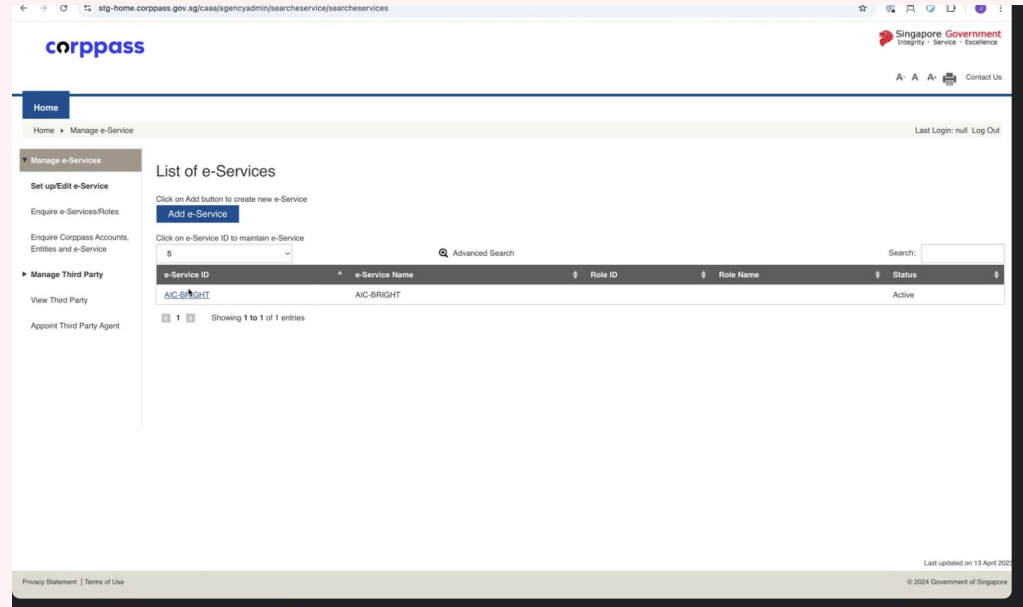 stg-home.corppass.gov.sg/caaa/agencyadmin/searcheservice/searcheservices
corppass
Singapore Government
Integrity · Service · Excellence
A- A A+ Contact Us
Home
Home Manage e-Service Last Login: null Log Out
Manage e-Services
Set up/Edit e-Service
Enquire e-Services/Roles
Enquire Corppass Accounts,
Entities and e-Service
Manage Third Party
View Third Party
Appoint Third Party Agent
List of e-Services
Click on Add button to create new e-Service
Add e-Service
Click on e-Service ID to maintain e-Service
5 Advanced Search Search:
e-Service ID e-Service Name Role ID Role Name Status
AIC-BRIGHT AIC-BRIGHT Active
1 Showing 1 to 1 of 1 entries
Last updated on 13 April
Privacy Statement | Terms of Use © 2024 Government of Singapore